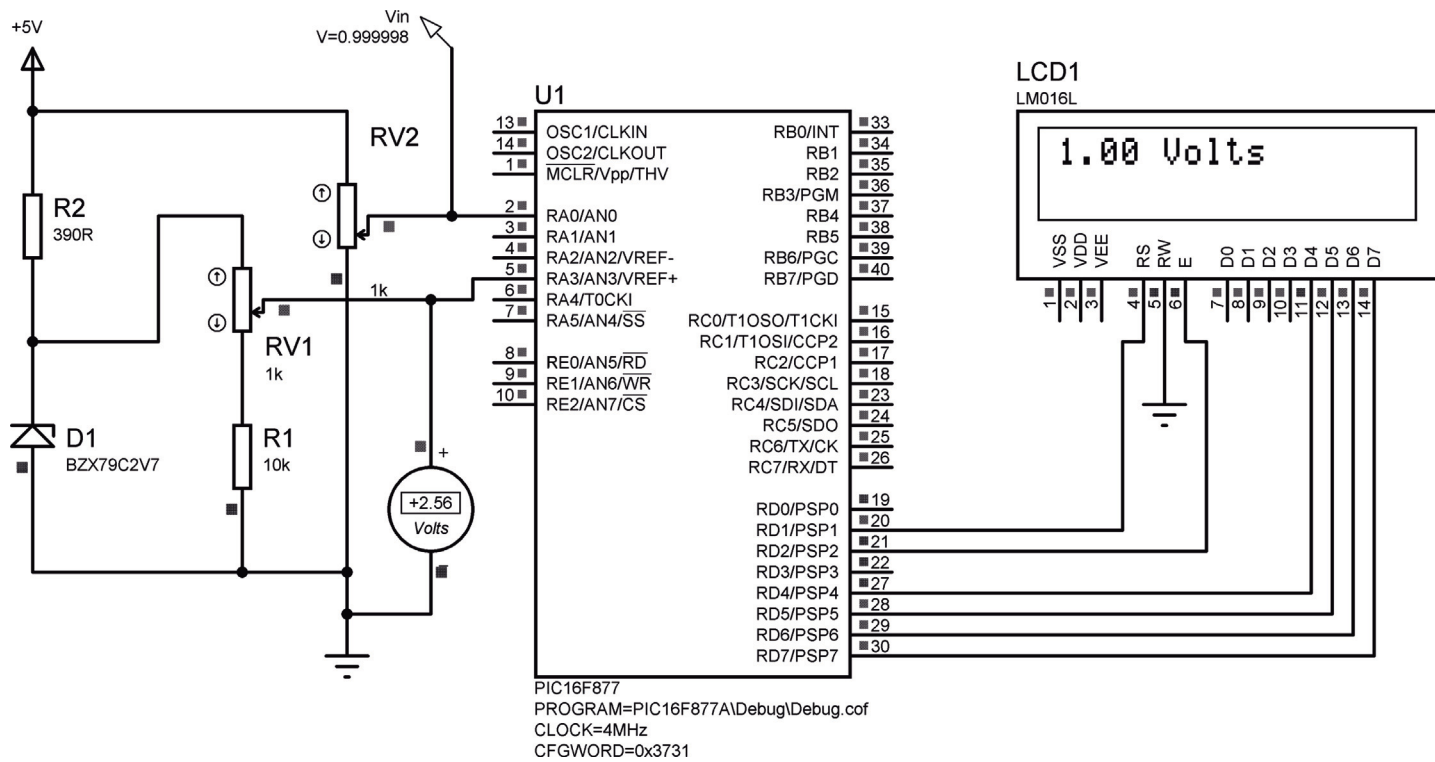 +5V
Vin
V=0.999998
R2
390R
RV2
1k
RV1
1k
D1
BZX79C2V7
R1
10k
+
+2.56
Volts
U1
13 OSC1/CLKIN
14 OSC2/CLKOUT
1 MCLR/Vpp/THV
2 RA0/AN0
3 RA1/AN1
4 RA2/AN2/VREF-
5 RA3/AN3/VREF+
6 RA4/T0CKI
7 RA5/AN4/SS
8 RE0/AN5/RD
9 RE1/AN6/WR
10 RE2/AN7/CS
RB0/INT 33
RB1 34
RB2 35
RB3/PGM 36
RB4 37
RB5 38
RB6/PGC 39
RB7/PGD 40
RC0/T1OSO/T1CKI 15
RC1/T1OSI/CCP2 16
RC2/CCP1 17
RC3/SCK/SCL 18
RC4/SDI/SDA 23
RC5/SDO 24
RC6/TX/CK 25
RC7/RX/DT 26
RD0/PSP0 19
RD1/PSP1 20
RD2/PSP2 21
RD3/PSP3 22
RD4/PSP4 27
RD5/PSP5 28
RD6/PSP6 29
RD7/PSP7 30
PIC16F877
PROGRAM=PIC16F877A\Debug\Debug.cof
CLOCK=4MHz
CFGWORD=0x3731
LCD1
LM016L
1.00 Volts
VSS VDD VEE RS RW E D0 D1 D2 D3 D4 D5 D6 D7
1 2 3 4 5 6 7 8 9 10 11 12 13 14